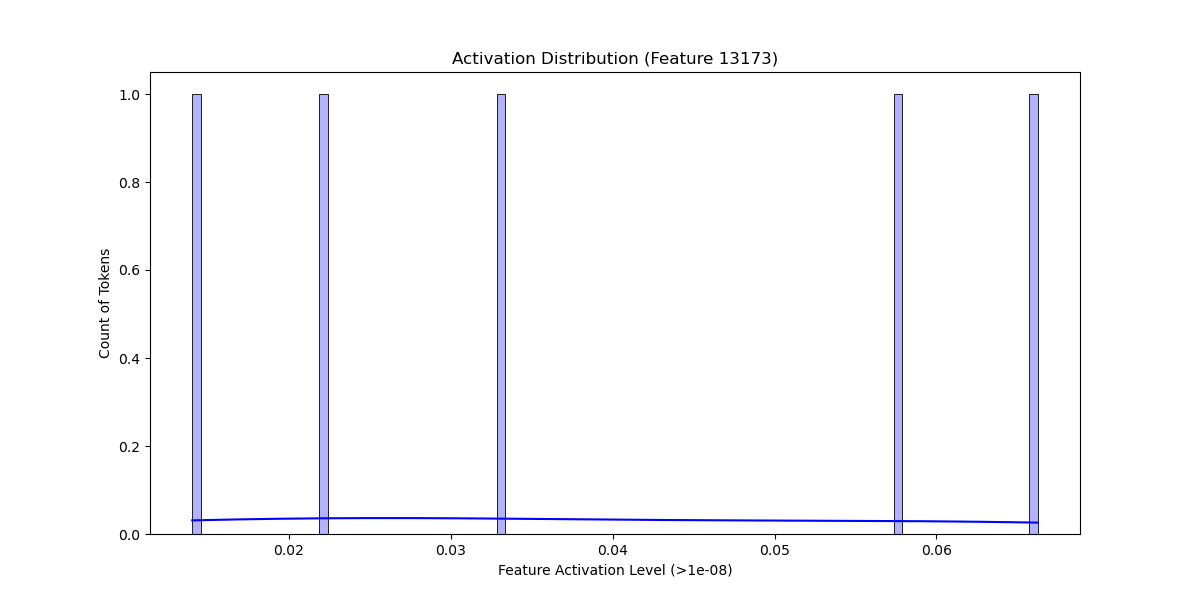 Activation Distribution (Feature 13173)
Count of Tokens
1.0
0.8
0.6
0.4
0.2
0.0
0.02 0.03 0.04 0.05 0.06
Feature Activation Level (>1e-08)